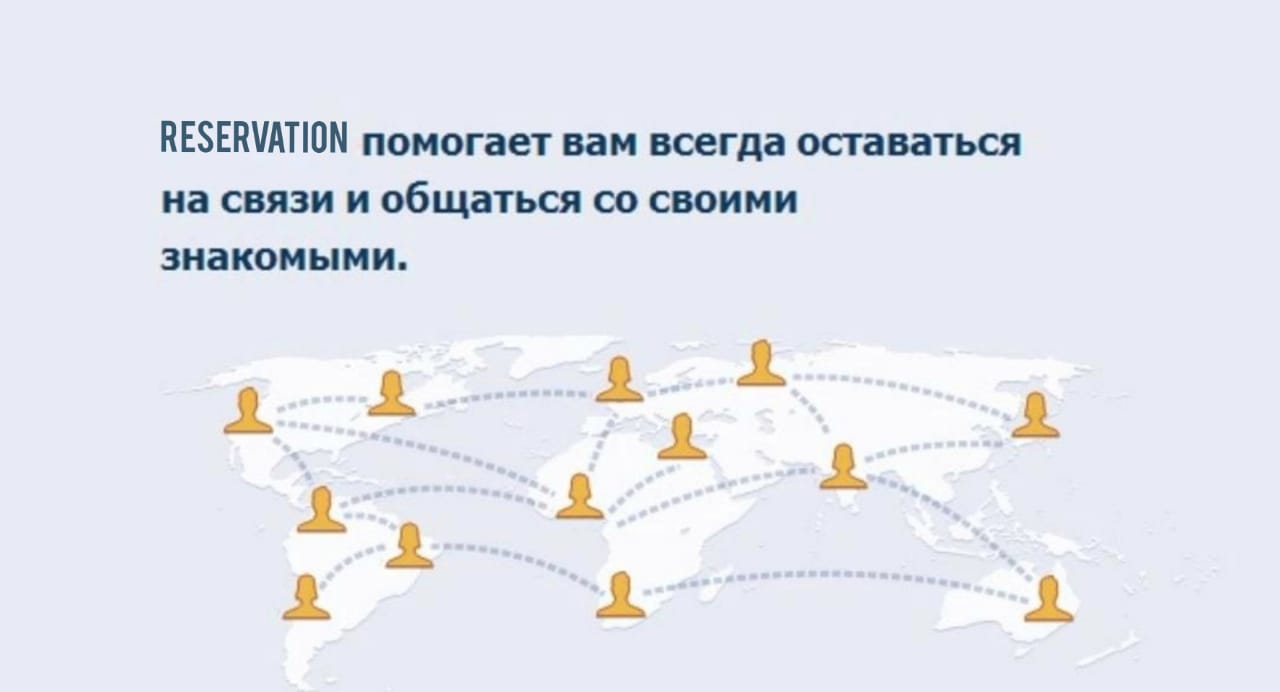 RESERVATION помогает вам всегда оставаться
на связи и общаться со своими
знакомыми.